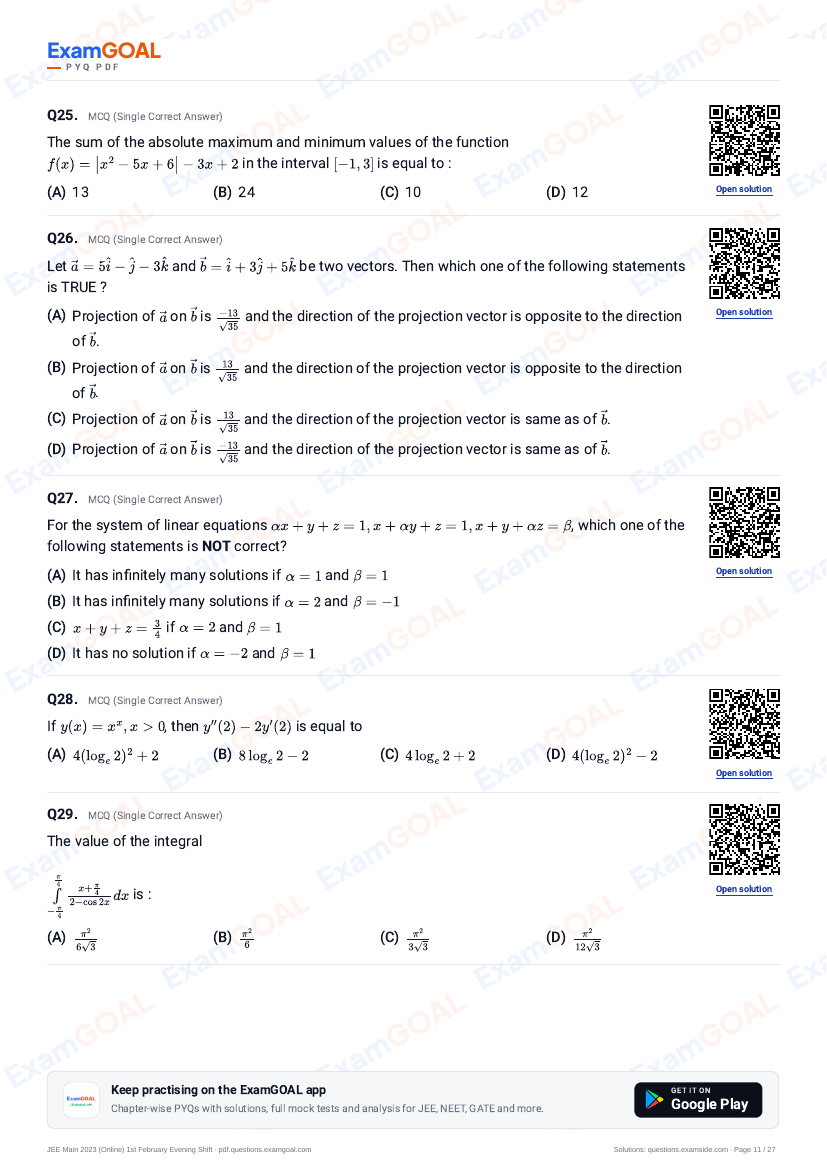 ExamGOAL
PYQ PDF
Q25. MCQ (Single Correct Answer)
The sum of the absolute maximum and minimum values of the function
f(x) = |x² − 5x + 6| − 3x + 2 in the interval [−1, 3] is equal to :
(A) 13 (B) 24 (C) 10 (D) 12
Open solution
Q26. MCQ (Single Correct Answer)
Let a⃗ = 5î − ĵ − 3k̂ and b⃗ = î + 3ĵ + 5k̂ be two vectors. Then which one of the following statements
is TRUE ?
(A) Projection of a⃗ on b⃗ is −13/√35 and the direction of the projection vector is opposite to the direction
of b⃗.
(B) Projection of a⃗ on b⃗ is 13/√35 and the direction of the projection vector is opposite to the direction
of b⃗.
(C) Projection of a⃗ on b⃗ is 13/√35 and the direction of the projection vector is same as of b⃗.
(D) Projection of a⃗ on b⃗ is −13/√35 and the direction of the projection vector is same as of b⃗.
Open solution
Q27. MCQ (Single Correct Answer)
For the system of linear equations αx + y + z = 1, x + αy + z = 1, x + y + αz = β, which one of the
following statements is NOT correct?
(A) It has infinitely many solutions if α = 1 and β = 1
(B) It has infinitely many solutions if α = 2 and β = −1
(C) x + y + z = 3/4 if α = 2 and β = 1
(D) It has no solution if α = −2 and β = 1
Open solution
Q28. MCQ (Single Correct Answer)
If y(x) = xˣ, x > 0, then y″(2) − 2y′(2) is equal to
(A) 4(logₑ 2)² + 2 (B) 8 logₑ 2 − 2 (C) 4 logₑ 2 + 2 (D) 4(logₑ 2)² − 2
Open solution
Q29. MCQ (Single Correct Answer)
The value of the integral
∫_{−π/4}^{π/4} (x + π/4)/(2 − cos 2x) dx is :
(A) π²/(6√3) (B) π²/6 (C) π²/(3√3) (D) π²/(12√3)
Open solution
Keep practising on the ExamGOAL app
Chapter-wise PYQs with solutions, full mock tests and analysis for JEE, NEET, GATE and more.
GET IT ON
Google Play
JEE Main 2023 (Online) 1st February Evening Shift · pdf.questions.examgoal.com
Solutions: questions.examside.com · Page 11 / 27